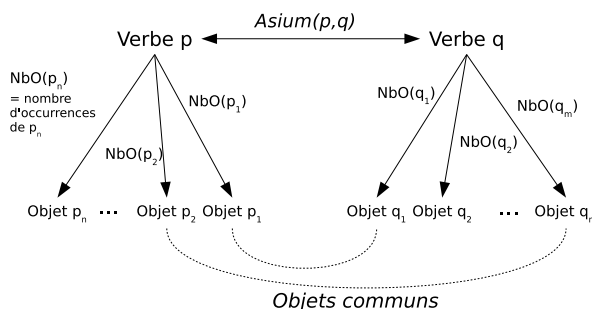 Asium(p,q)
Verbe p
Verbe q
NbO(pn)
= nombre
d'occurrences
de pn
NbO(p1)
NbO(p2)
NbO(q1)
NbO(qm)
NbO(q2)
Objet pn ... Objet p2 Objet p1
Objet q1 Objet q2 ... Objet qr
Objets communs